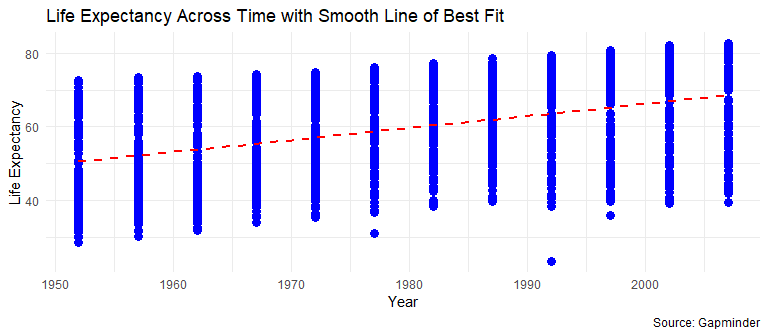 Life Expectancy Across Time with Smooth Line of Best Fit
Life Expectancy
80
60
40
1950 1960 1970 1980 1990 2000
Year
Source: Gapminder